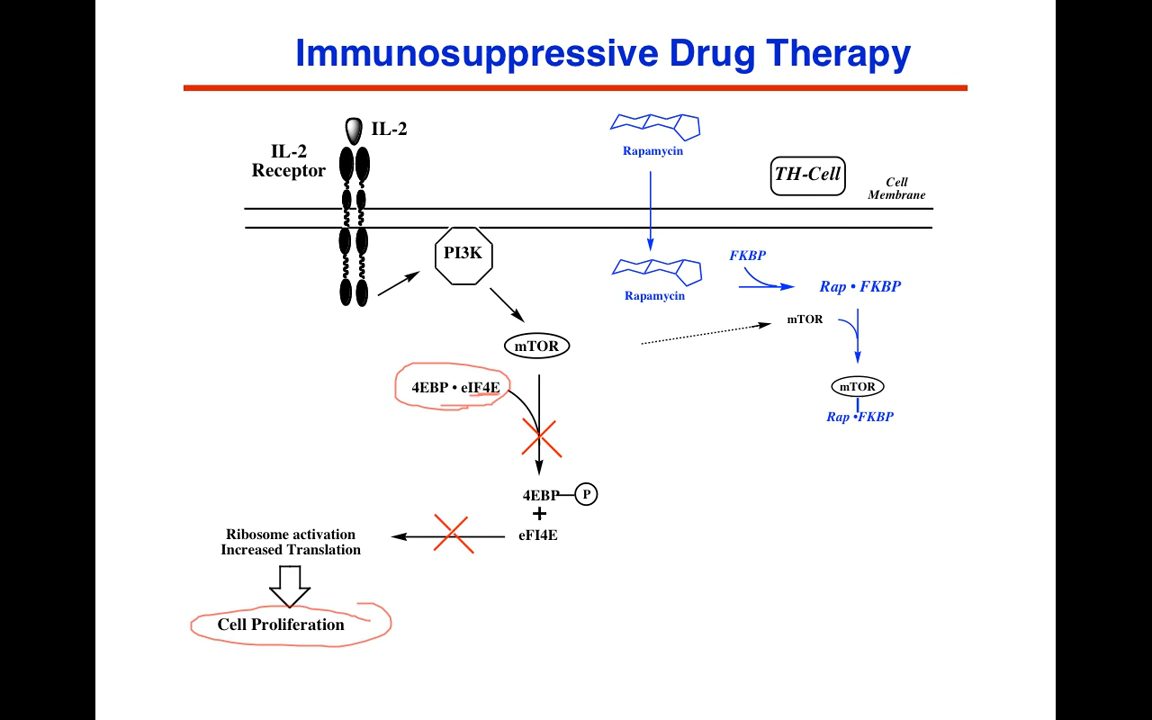 Immunosuppressive Drug Therapy
IL-2
IL-2
Receptor
Rapamycin
TH-Cell
Cell
Membrane
PI3K
Rapamycin
FKBP
Rap • FKBP
mTOR
mTOR
4EBP • eIF4E
mTOR
Rap •FKBP
4EBP
P
+
eFI4E
Ribosome activation
Increased Translation
Cell Proliferation